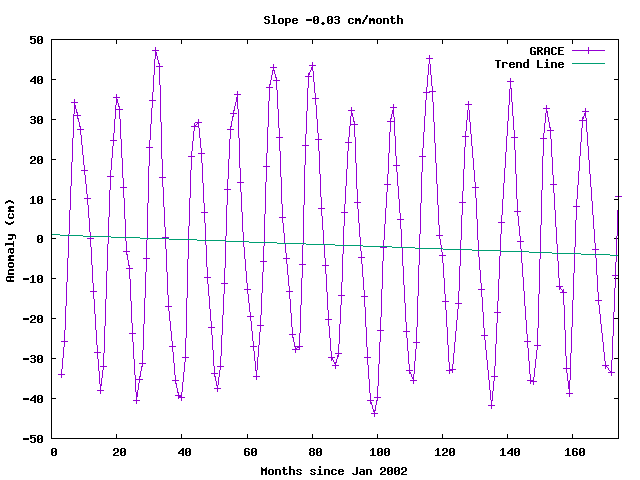 Slope -0.03 cm/month
GRACE
Trend Line
50
40
30
20
10
0
-10
-20
-30
-40
-50
Anomaly (cm)
0 20 40 60 80 100 120 140 160
Months since Jan 2002